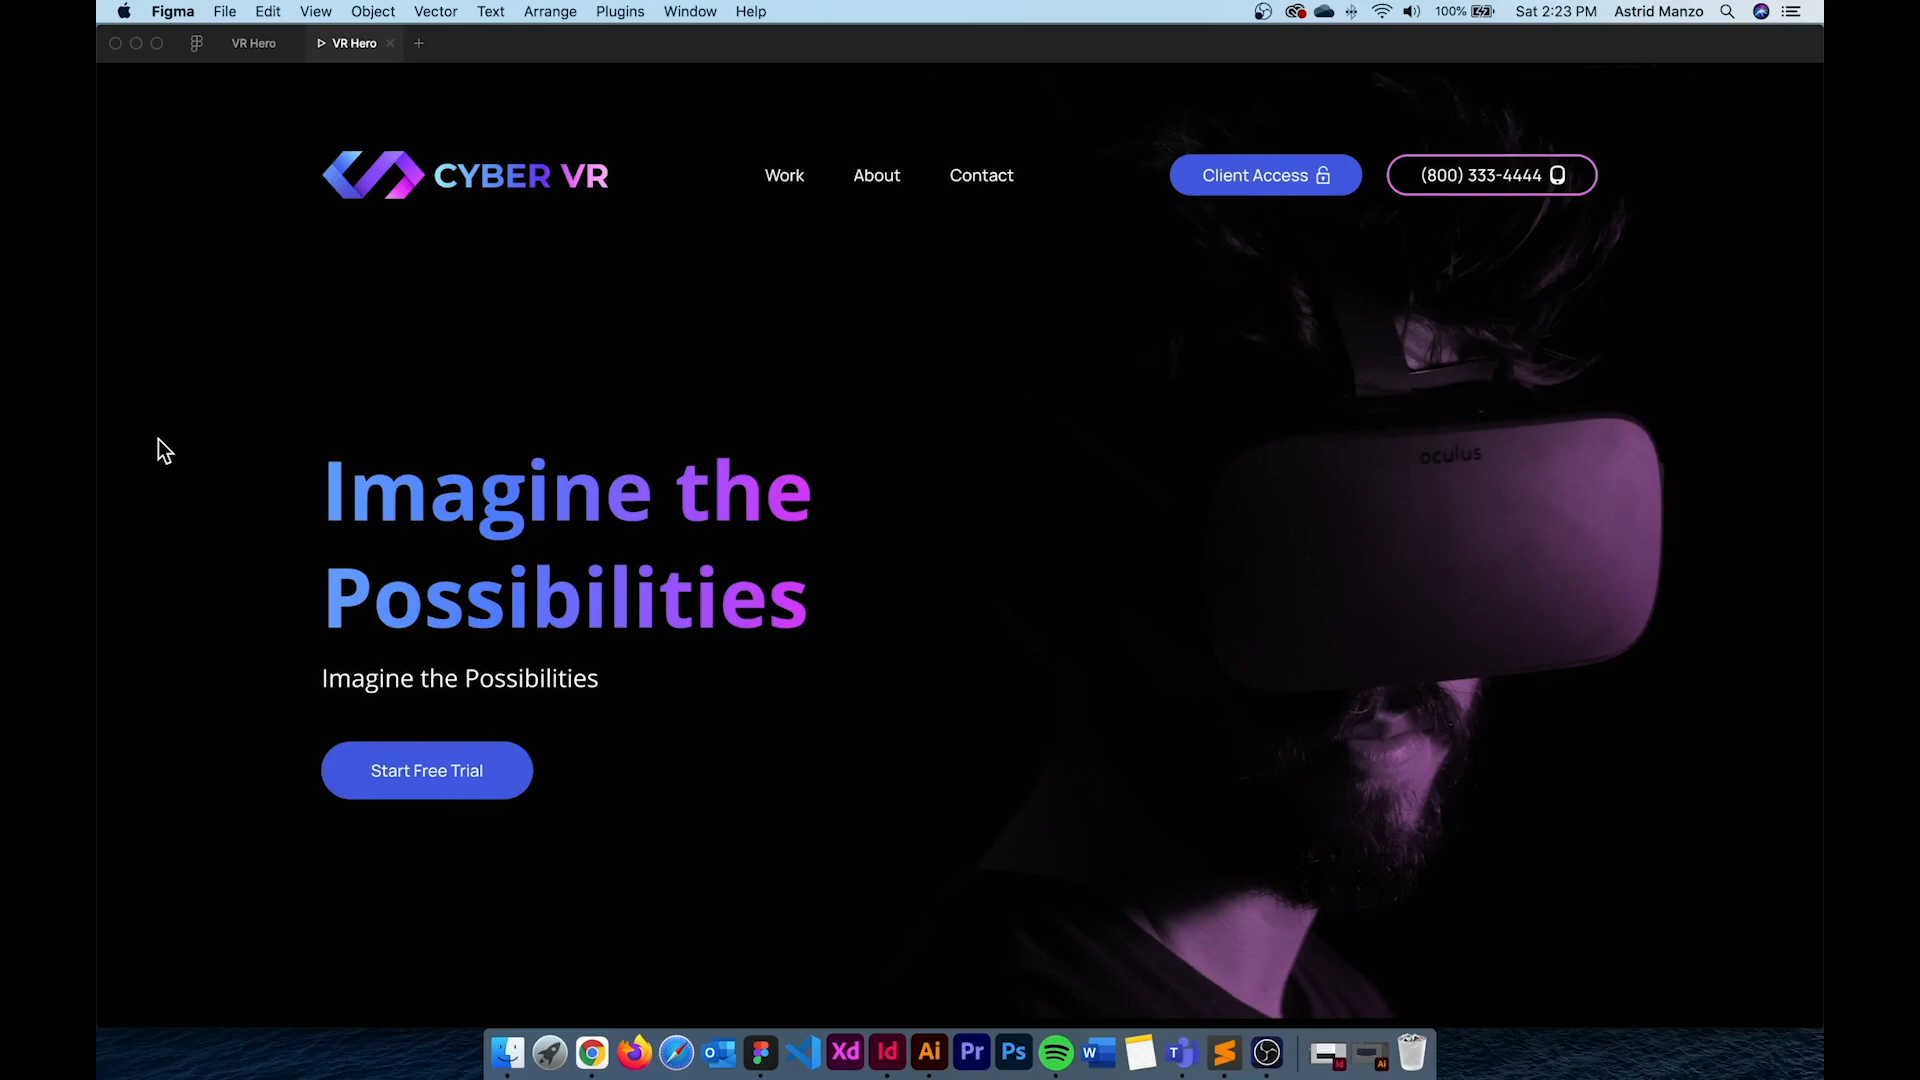 Figma File Edit View Object Vector Text Arrange Plugins Window Help 100% Sat 2:23 PM Astrid Manzo
VR Hero VR Hero
CYBER VR
Work About Contact
Client Access
(800) 333-4444
oculus
Imagine the
Possibilities
Imagine the Possibilities
Start Free Trial
Xd Id Ai Pr Ps W T Id Ai